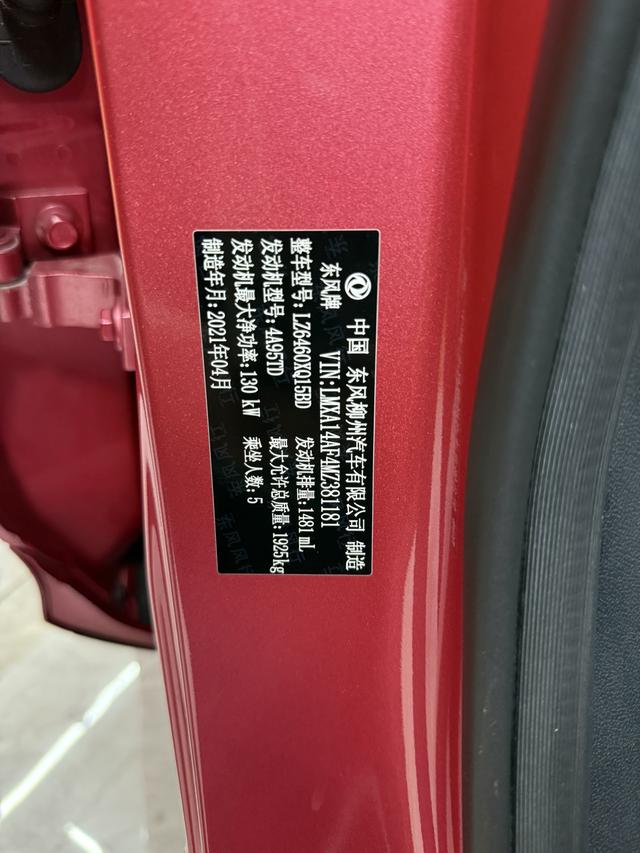 中国 东风柳州汽车有限公司 制造
东风牌 VIN:LMXA14AF4MZ381181
整车型号:LZ6460XQ15BD 发动机排量:1481 mL
发动机型号:4A95TD 最大允许总质量:1925kg
发动机最大净功率:130 kW 乘坐人数:5
制造年月:2021年04月